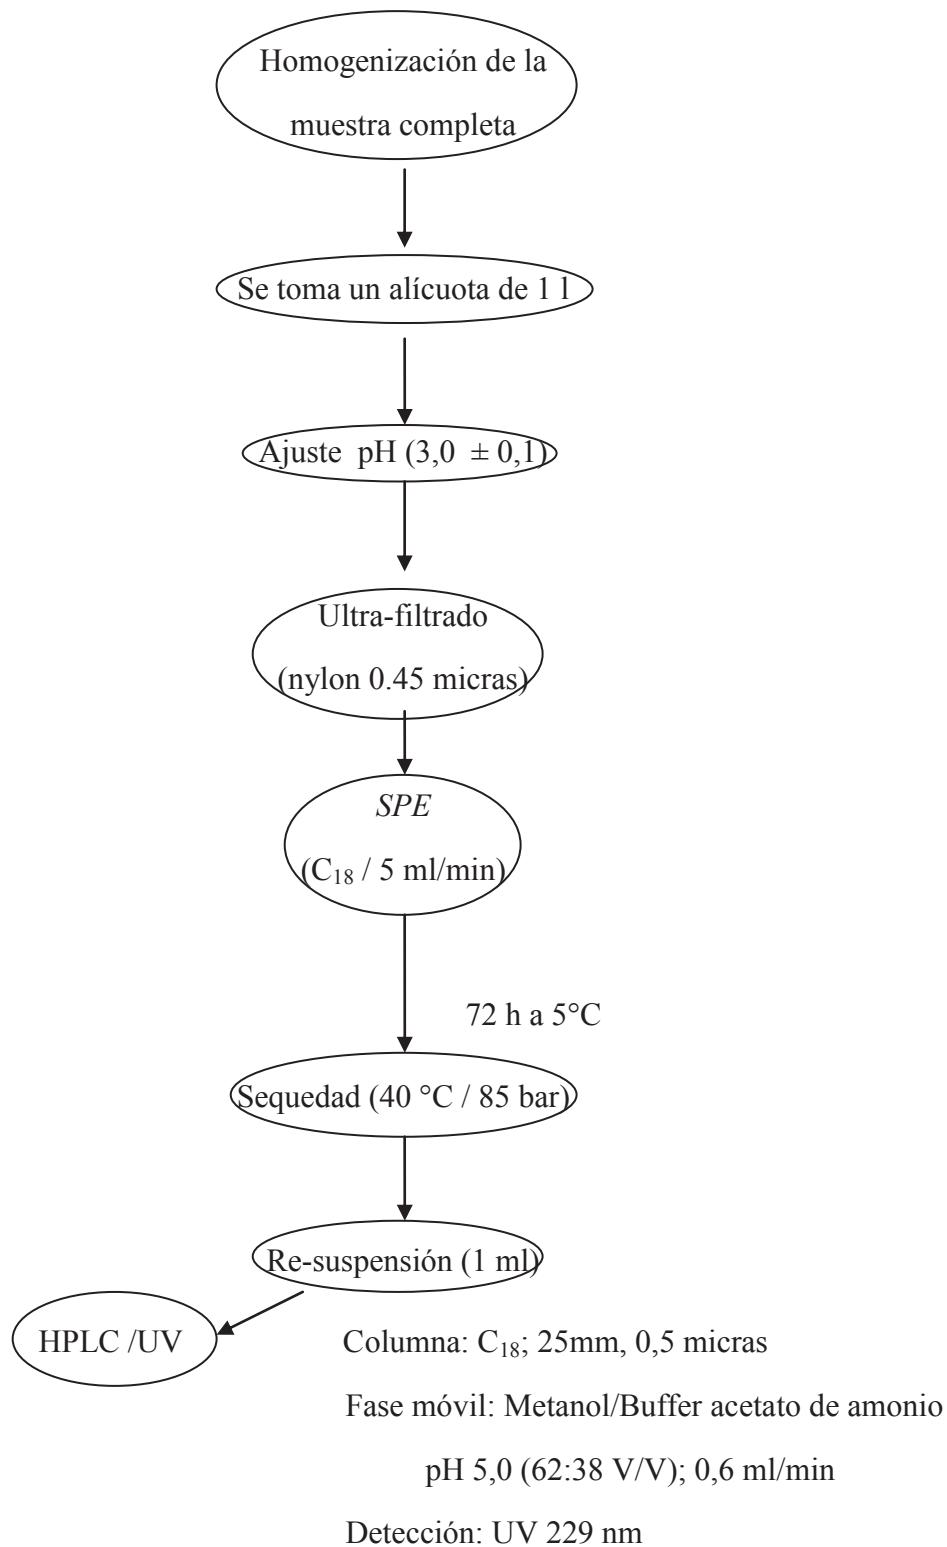 Homogenización de la
muestra completa
Se toma un alícuota de 1 l
Ajuste pH (3,0 ± 0,1)
Ultra-filtrado
(nylon 0.45 micras)
SPE
(C₁₈ / 5 ml/min)
72 h a 5°C
Sequedad (40 °C / 85 bar)
Re-suspensión (1 ml)
HPLC /UV
Columna: C₁₈; 25mm, 0,5 micras
Fase móvil: Metanol/Buffer acetato de amonio
pH 5,0 (62:38 V/V); 0,6 ml/min
Detección: UV 229 nm